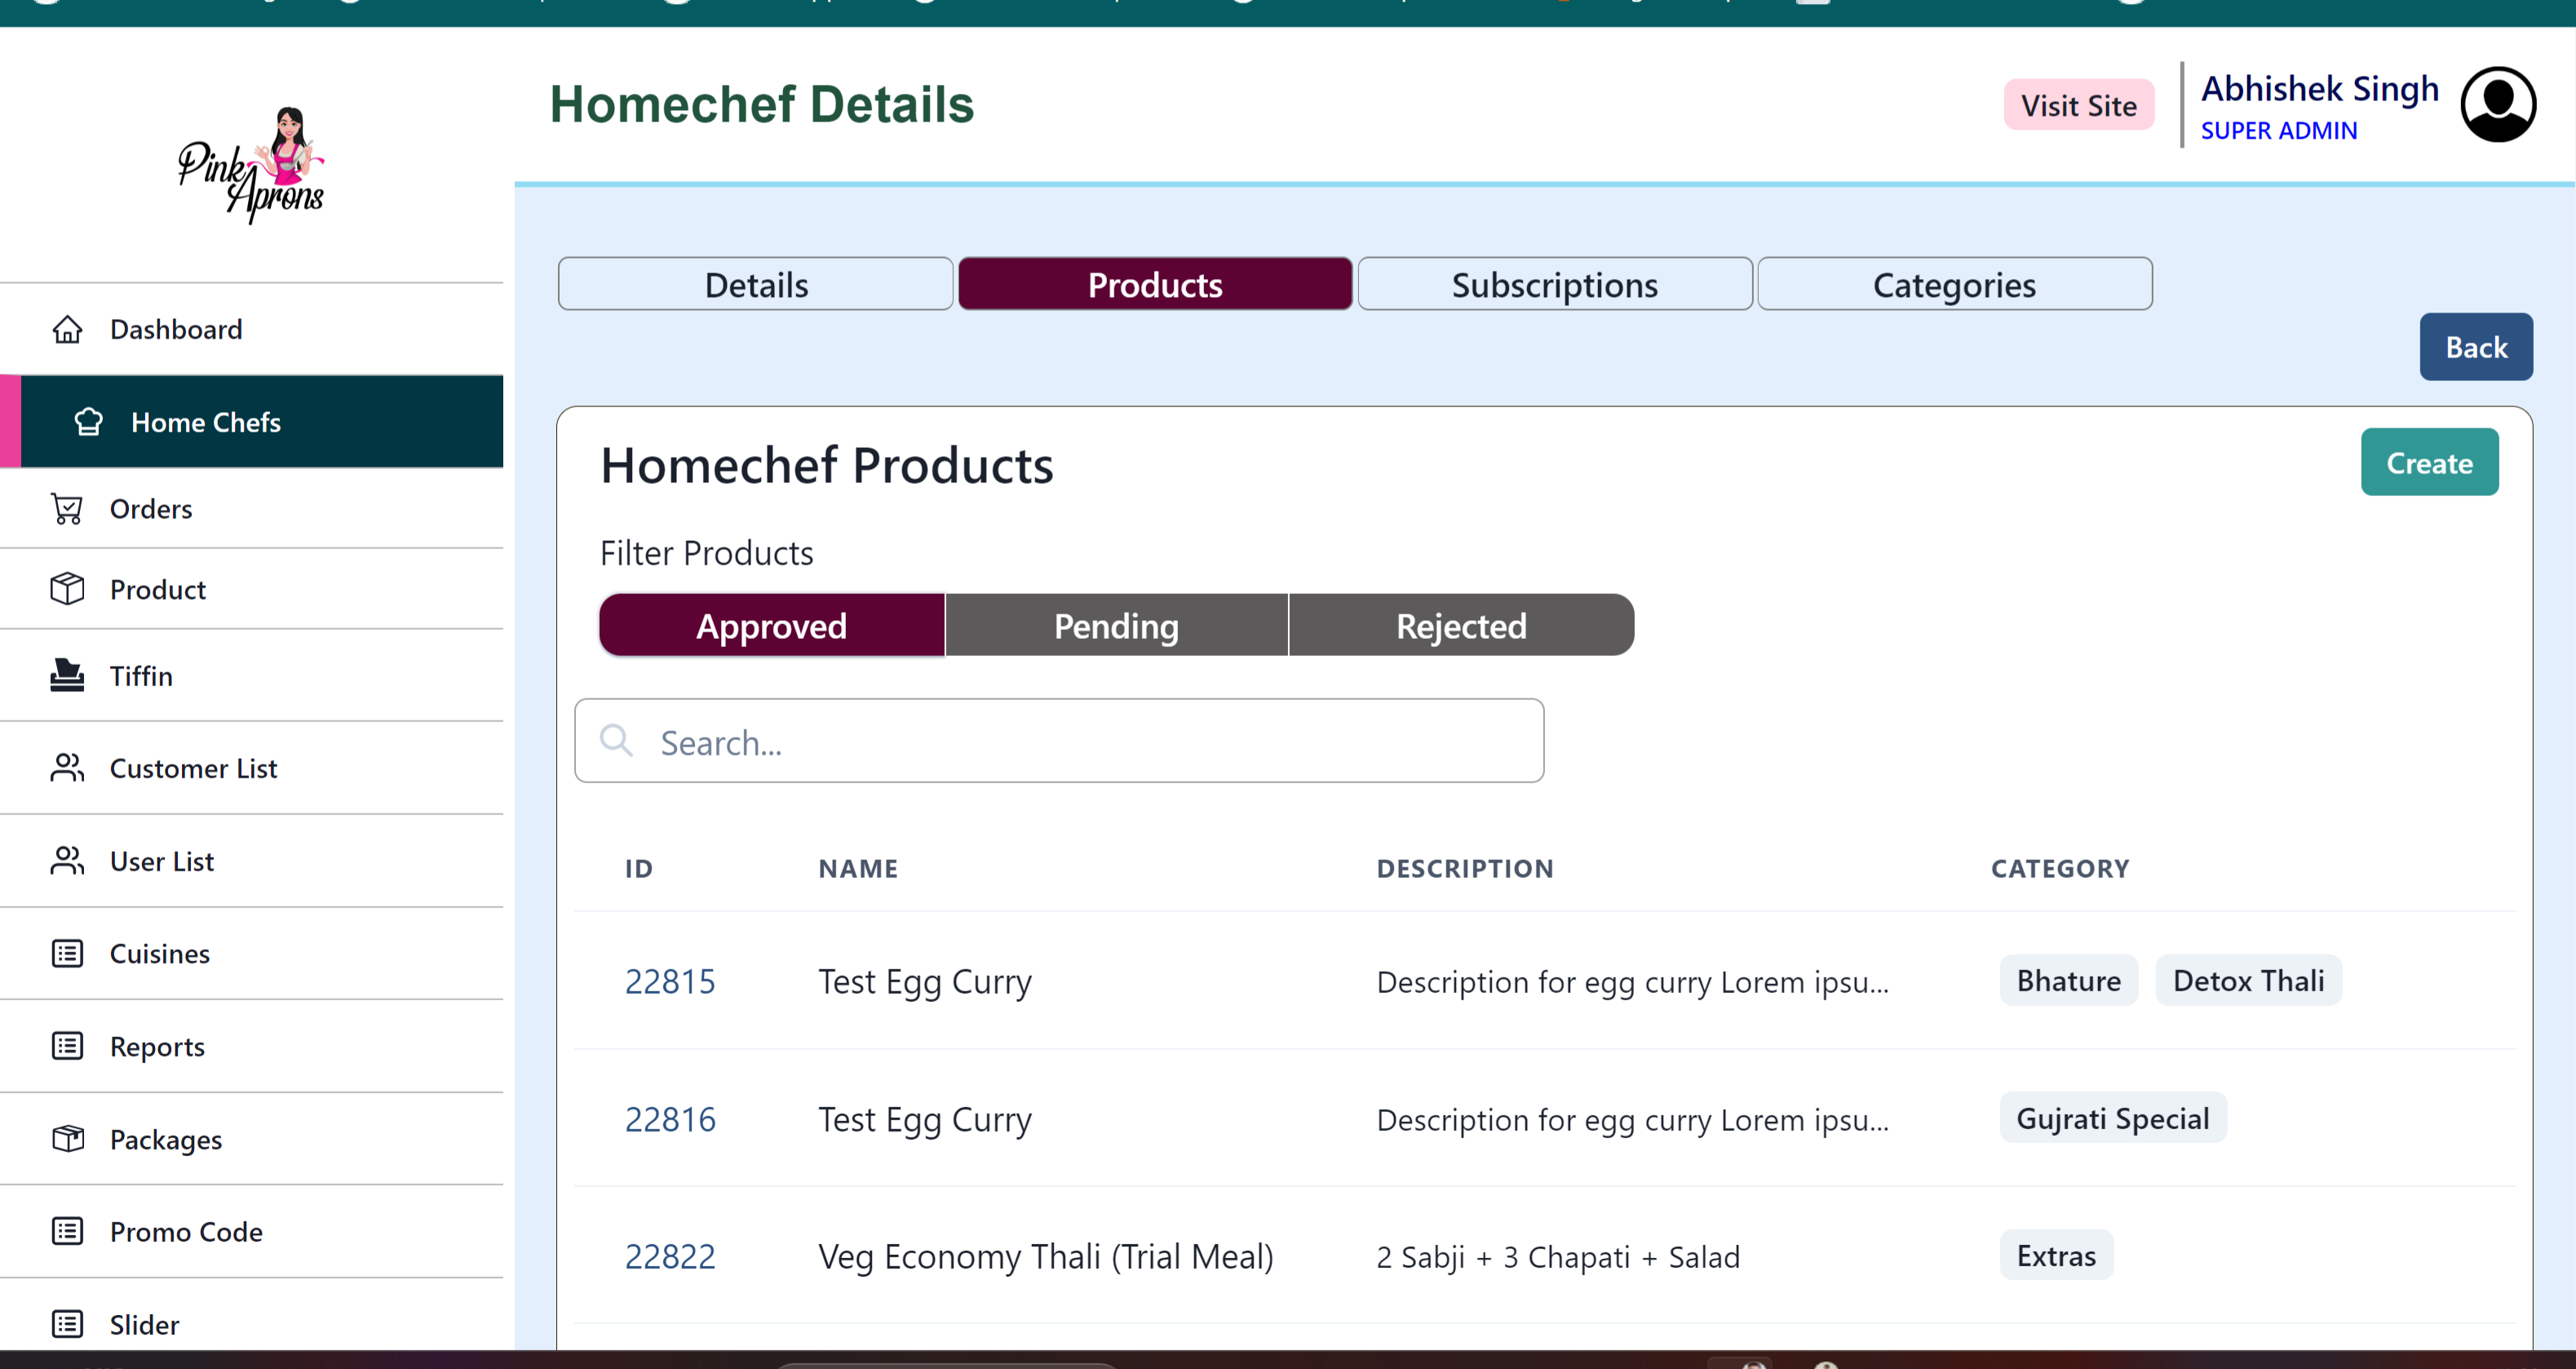 Pink Aprons
Homechef Details
Visit Site
Abhishek Singh
SUPER ADMIN
Dashboard
Home Chefs
Orders
Product
Tiffin
Customer List
User List
Cuisines
Reports
Packages
Promo Code
Slider
Details Products Subscriptions Categories
Back
Homechef Products
Create
Filter Products
Approved Pending Rejected
Search...
ID NAME DESCRIPTION CATEGORY
22815 Test Egg Curry Description for egg curry Lorem ipsu... Bhature Detox Thali
22816 Test Egg Curry Description for egg curry Lorem ipsu... Gujrati Special
22822 Veg Economy Thali (Trial Meal) 2 Sabji + 3 Chapati + Salad Extras